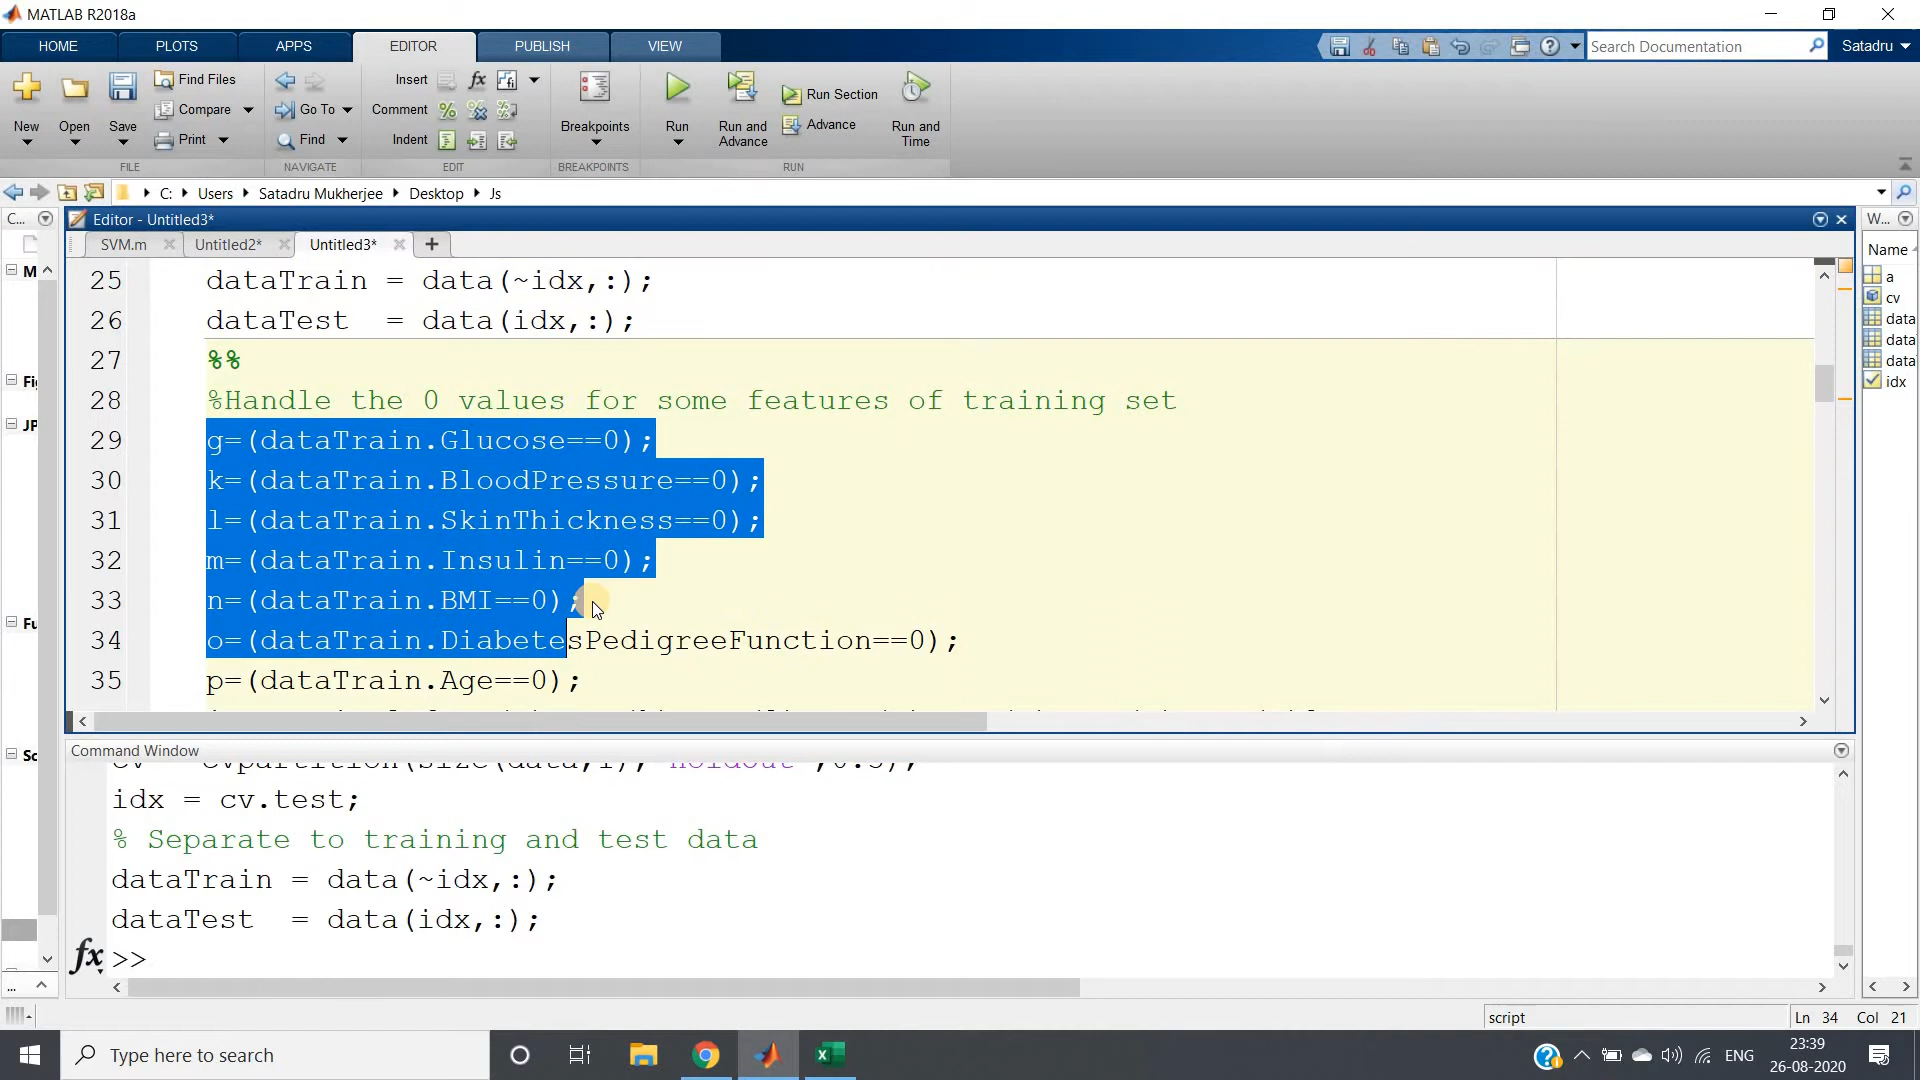 MATLAB R2018a
HOME PLOTS APPS EDITOR PUBLISH VIEW
Search Documentation
Satadru
New
Open
Save
Find Files
Compare
Print
FILE
Go To
Find
NAVIGATE
Insert
Comment
Indent
EDIT
Breakpoints
BREAKPOINTS
Run
Run and Advance
Run Section
Advance
Run and Time
RUN
C: Users Satadru Mukherjee Desktop Js
C...
Editor - Untitled3*
W...
SVM.m Untitled2* Untitled3*
25 dataTrain = data(~idx,:);
26 dataTest  = data(idx,:);
27 %%
28 %Handle the 0 values for some features of training set
29 g=(dataTrain.Glucose==0);
30 k=(dataTrain.BloodPressure==0);
31 l=(dataTrain.SkinThickness==0);
32 m=(dataTrain.Insulin==0);
33 n=(dataTrain.BMI==0);
34 o=(dataTrain.DiabetesPedigreeFunction==0);
35 p=(dataTrain.Age==0);
M
Fi
JP
Fu
Sc
...
Name
a
cv
data
data
data
idx
Command Window
idx = cv.test;
% Separate to training and test data
dataTrain = data(~idx,:);
dataTest  = data(idx,:);
fx >>
script
Ln 34 Col 21
Type here to search
ENG
23:39
26-08-2020